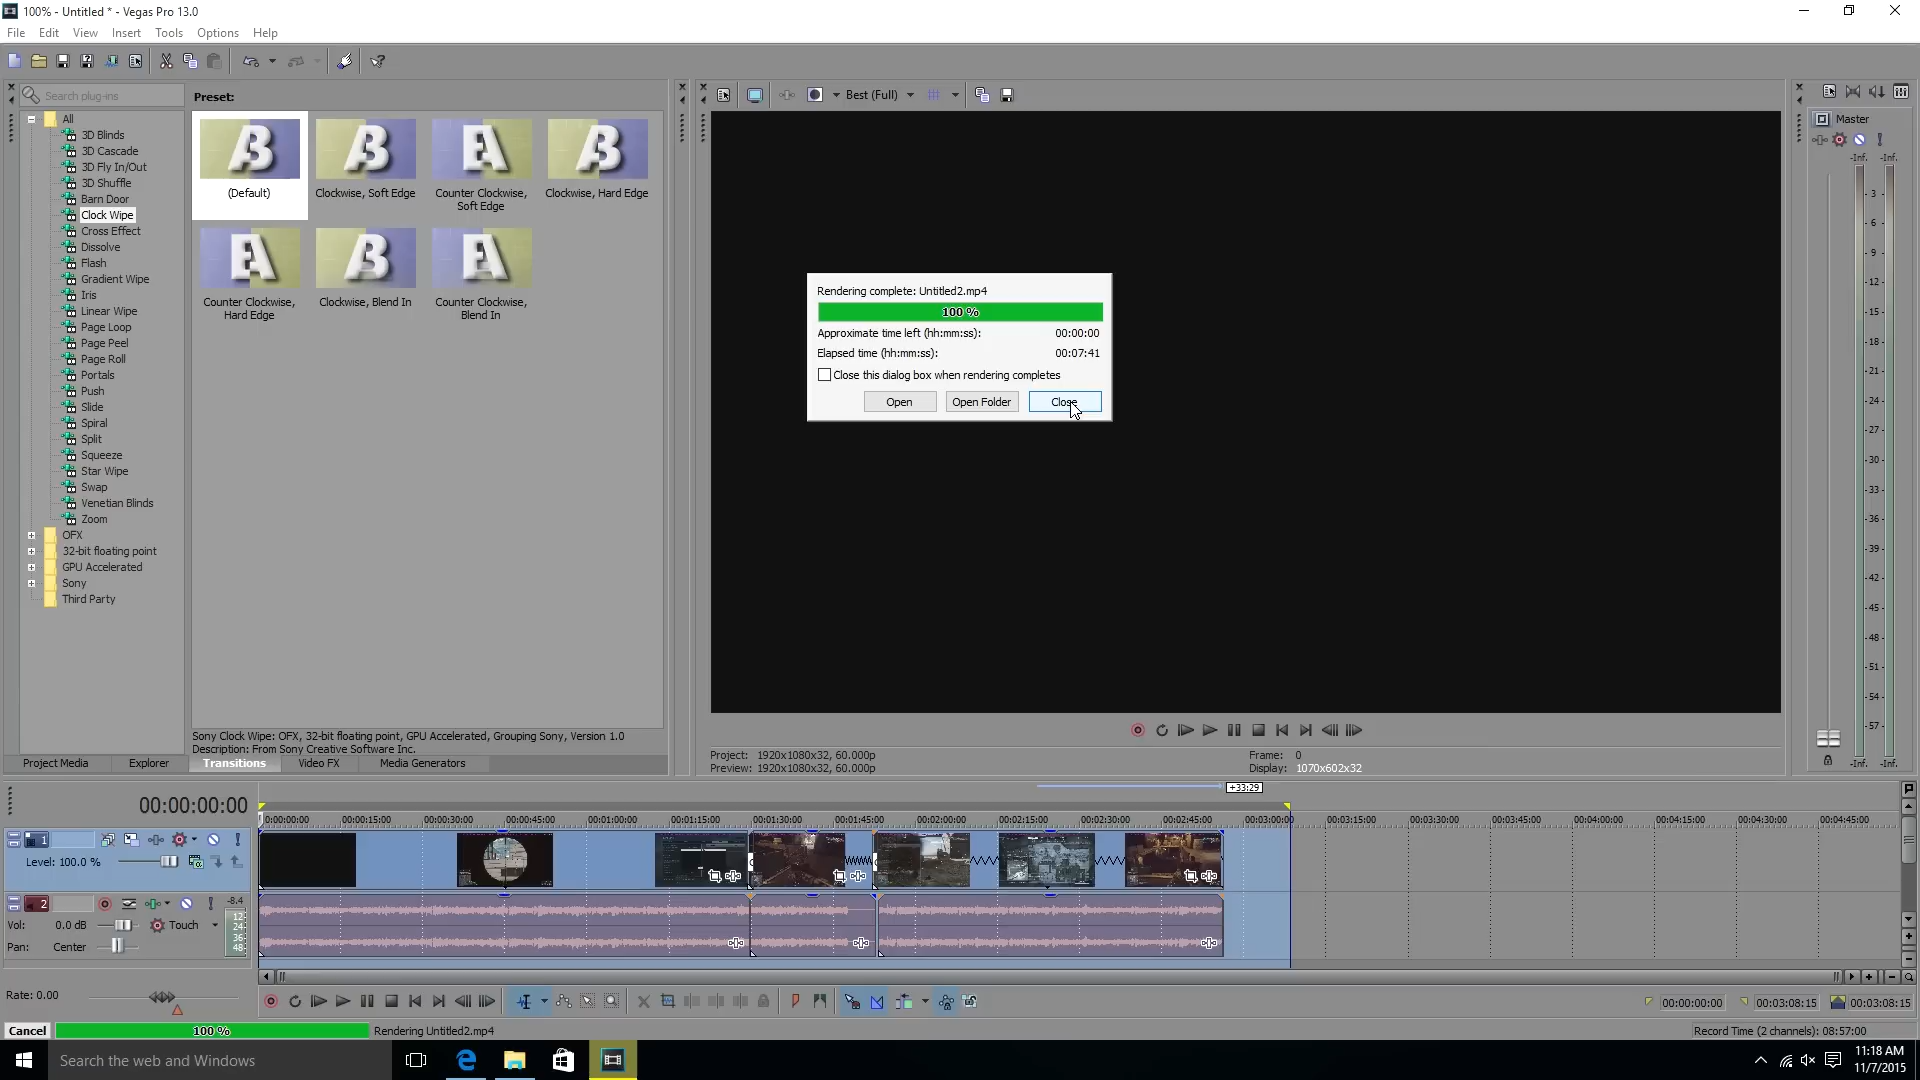 100% - Untitled * - Vegas Pro 13.0
File Edit View Insert Tools Options Help
Search plug-ins
All
3D Blinds
3D Cascade
3D Fly In/Out
3D Shuffle
Barn Door
Clock Wipe
Cross Effect
Dissolve
Flash
Gradient Wipe
Iris
Linear Wipe
Page Loop
Page Peel
Page Roll
Portals
Push
Slide
Spiral
Split
Squeeze
Star Wipe
Swap
Venetian Blinds
Zoom
OFX
32-bit floating point
GPU Accelerated
Sony
Third Party
Preset:
(Default)
Clockwise, Soft Edge
Counter Clockwise,
Soft Edge
Clockwise, Hard Edge
Counter Clockwise,
Hard Edge
Clockwise, Blend In
Counter Clockwise,
Blend In
Sony Clock Wipe: OFX, 32-bit floating point, GPU Accelerated, Grouping Sony, Version 1.0
Description: From Sony Creative Software Inc.
Project Media Explorer Transitions Video FX Media Generators
Best (Full)
Rendering complete: Untitled2.mp4
100 %
Approximate time left (hh:mm:ss): 00:00:00
Elapsed time (hh:mm:ss): 00:07:41
Close this dialog box when rendering completes
Open Open Folder Close
Project: 1920x1080x32, 60.000p
Preview: 1920x1080x32, 60.000p
Frame: 0
Display: 1070x602x32
Master
-Inf. -Inf.
- 3 -
- 6 -
- 9 -
-12-
-15-
-18-
-21-
-24-
-27-
-30-
-33-
-36-
-39-
-42-
-45-
-48-
-51-
-54-
-57-
-Inf. -Inf.
00:00:00:00
+33:29
0:00:00:00 00:00:15:00 00:00:30:00 00:00:45:00 00:01:00:00 00:01:15:00 00:01:30:00 00:01:45:00 00:02:00:00 00:02:15:00 00:02:30:00 00:02:45:00 00:03:00:00 00:03:15:00 00:03:30:00 00:03:45:00 00:04:00:00 00:04:15:00 00:04:30:00 00:04:45:00
1
Level: 100.0 %
2
-8.4
12
24
36
48
Vol: 0.0 dB Touch
Pan: Center
Rate: 0.00
00:00:00:00 00:03:08:15 00:03:08:15
Cancel 100 % Rendering Untitled2.mp4
Record Time (2 channels): 08:57:00
Search the web and Windows
11:18 AM
11/7/2015